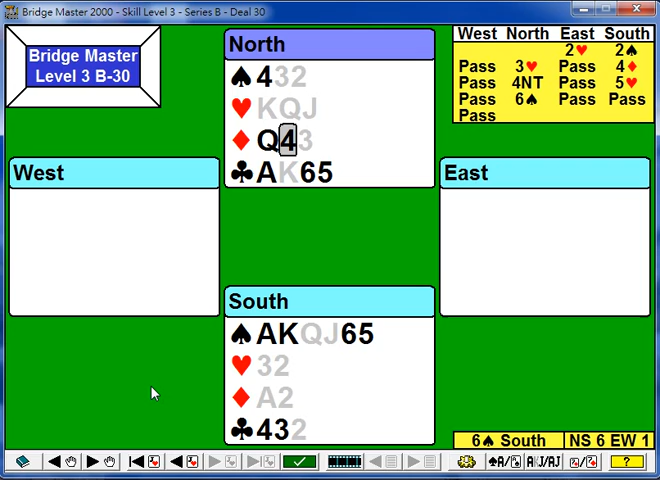 Bridge Master 2000 - Skill Level 3 - Series B - Deal 30
Bridge Master
Level 3 B-30
North
♠ 432
♥ KQJ
♦ Q43
♣ AK65
West North East South
2♥ 2♠
Pass 3♥ Pass 4♦
Pass 4NT Pass 5♥
Pass 6♠ Pass Pass
Pass
West
East
South
♠ AKQJ65
♥ 32
♦ A2
♣ 432
6♠ South NS 6 EW 1
♠A/ AKJ/AJ ?